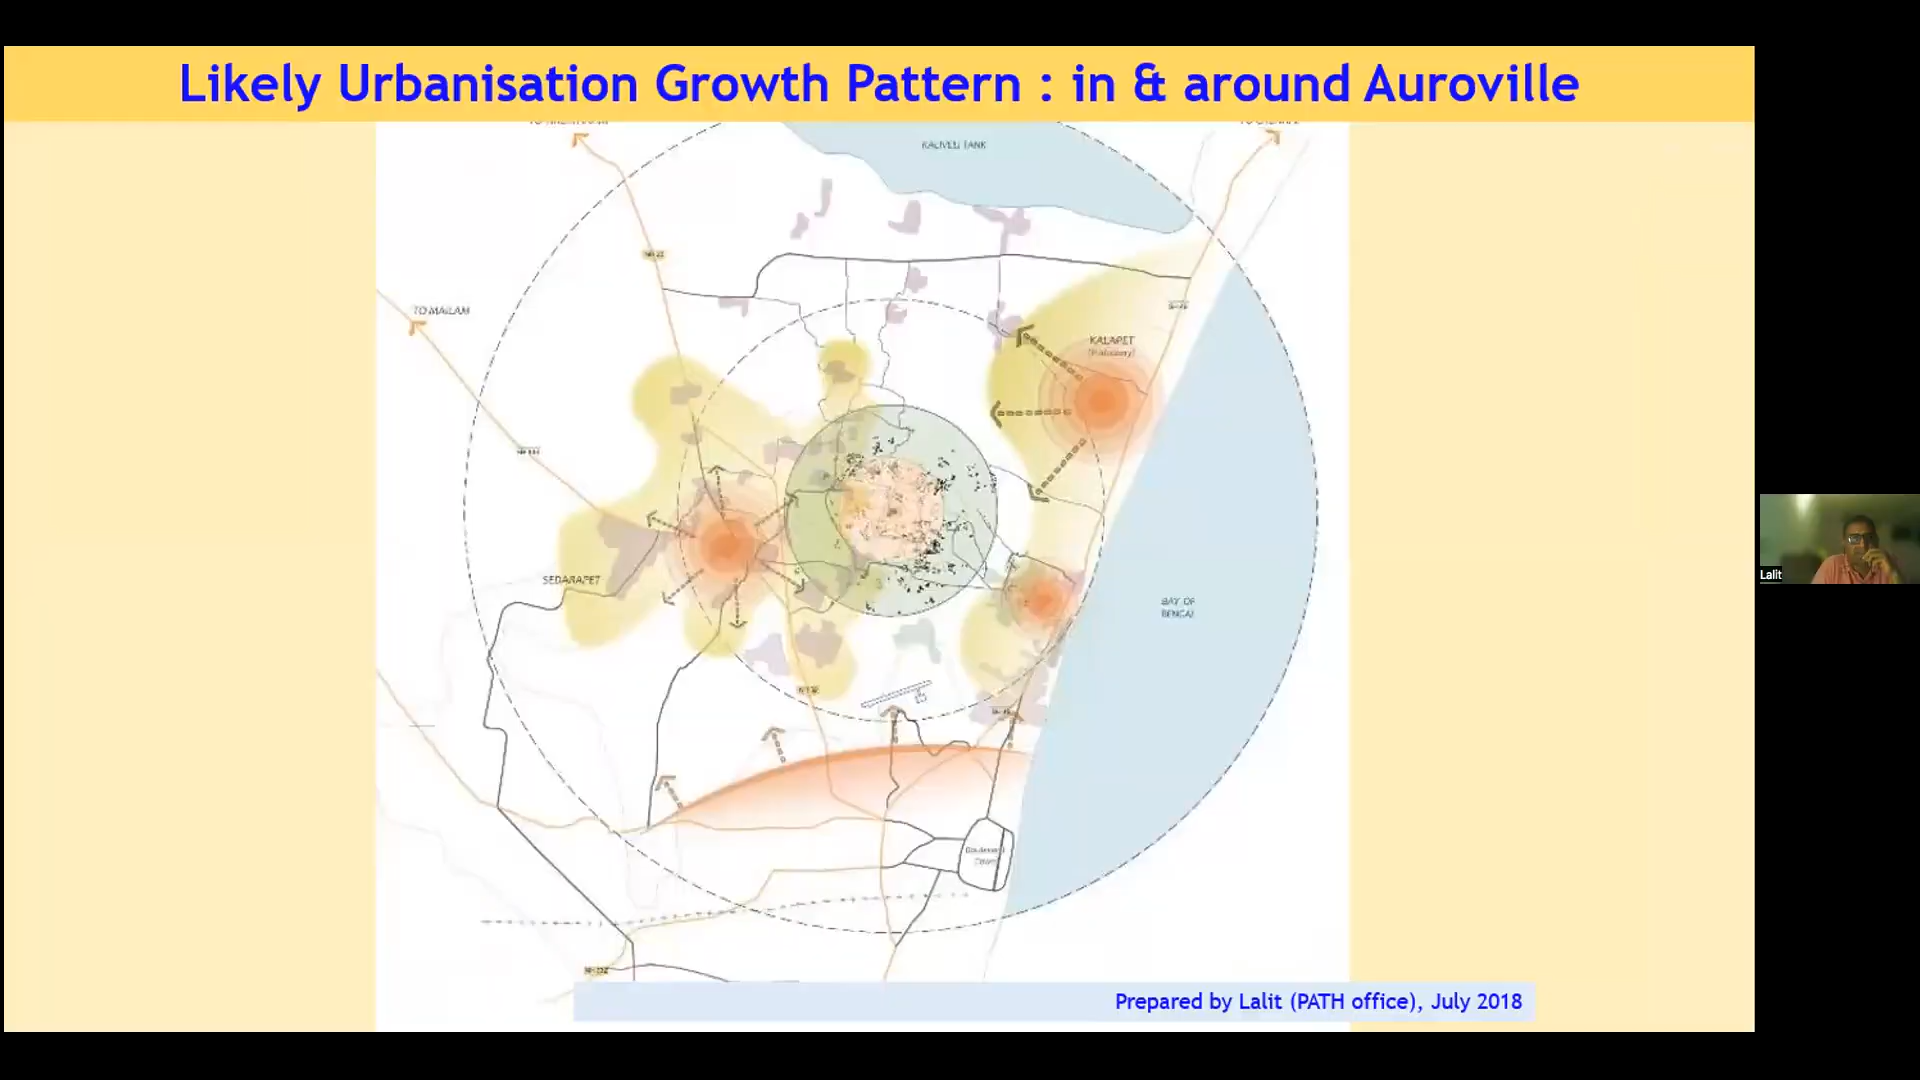 Likely Urbanisation Growth Pattern : in & around Auroville
KALIVELI TANK
TO MAILAM
KALAPET
SEDARAPET
BAY OF
BENGAL
Lalit
Prepared by Lalit (PATH office), July 2018